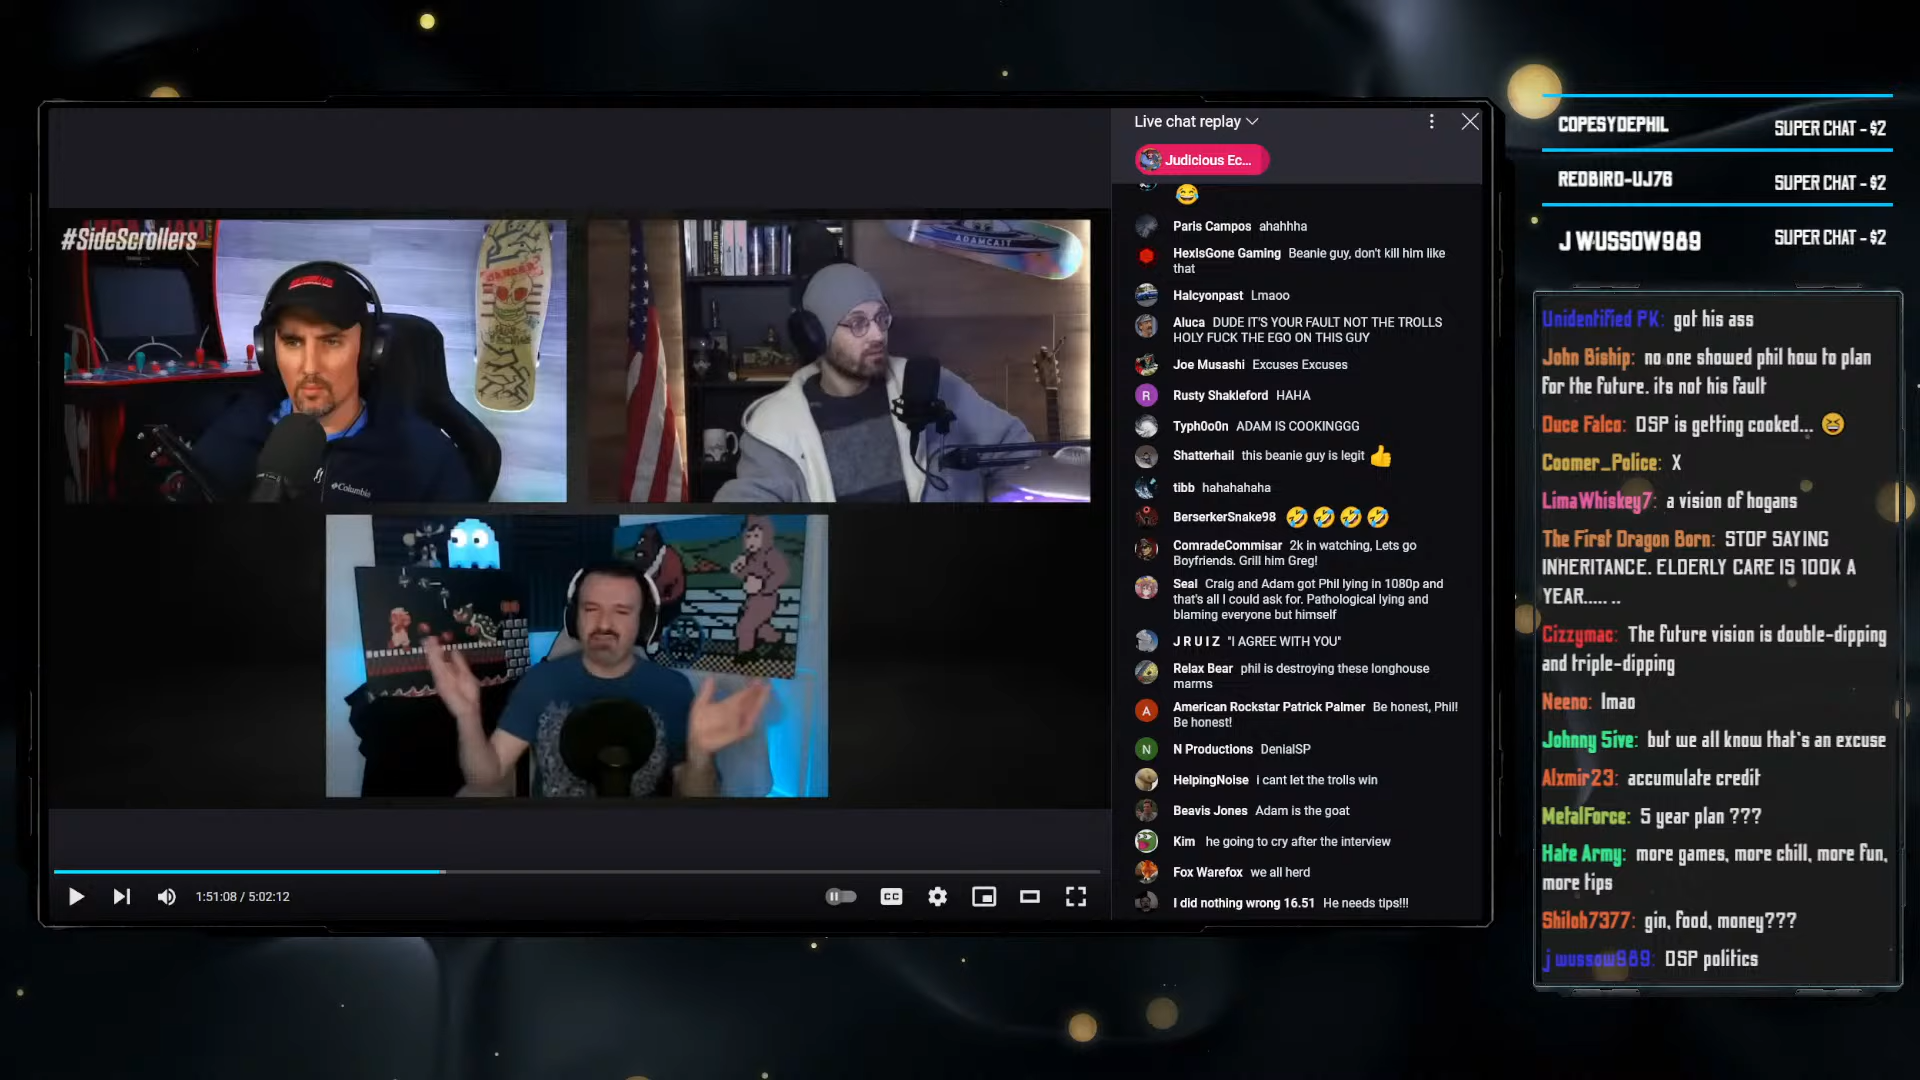 #SideScrollers
ADAMCAIT
Columbia
1:51:08 / 5:02:12
CC
Live chat replay
Judicious Ec...
😂
Paris Campos ahahhha
HexIsGone Gaming Beanie guy, don't kill him like
that
Halcyonpast Lmaoo
Aluca DUDE IT'S YOUR FAULT NOT THE TROLLS
HOLY FUCK THE EGO ON THIS GUY
Joe Musashi Excuses Excuses
R
Rusty Shakleford HAHA
Typh0o0n ADAM IS COOKINGGG
Shatterhail this beanie guy is legit 👍
tibb hahahahaha
BerserkerSnake98 🤣🤣🤣🤣
ComradeCommisar 2k in watching, Lets go
Boyfriends. Grill him Greg!
Seal Craig and Adam got Phil lying in 1080p and
that's all I could ask for. Pathological lying and
blaming everyone but himself
J R U I Z "I AGREE WITH YOU"
Relax Bear phil is destroying these longhouse
marms
A
American Rockstar Patrick Palmer Be honest, Phil!
Be honest!
N
N Productions DenialSP
HelpingNoise i cant let the trolls win
Beavis Jones Adam is the goat
Kim he going to cry after the interview
Fox Warefox we all herd
I did nothing wrong 16.51 He needs tips!!!
COPESYDEPHIL SUPER CHAT - $2
REDBIRD-UJ76 SUPER CHAT - $2
J WUSSOW989 SUPER CHAT - $2
Unidentified PK: got his ass
John Biship: no one showed phil how to plan
for the future. its not his fault
Duce Falco: DSP is getting cooked... 😆
Coomer_Police: X
LimaWhiskey7: a vision of hogans
The First Dragon Born: STOP SAYING
INHERITANCE. ELDERLY CARE IS 100K A
YEAR..... ..
Cizzymac: The future vision is double-dipping
and triple-dipping
Neeno: lmao
Johnny 5ive: but we all know that's an excuse
Alxmir23: accumulate credit
MetalForce: 5 year plan ???
Hate Army: more games, more chill, more fun,
more tips
Shiloh7377: gin, food, money???
j wussow989: DSP politics